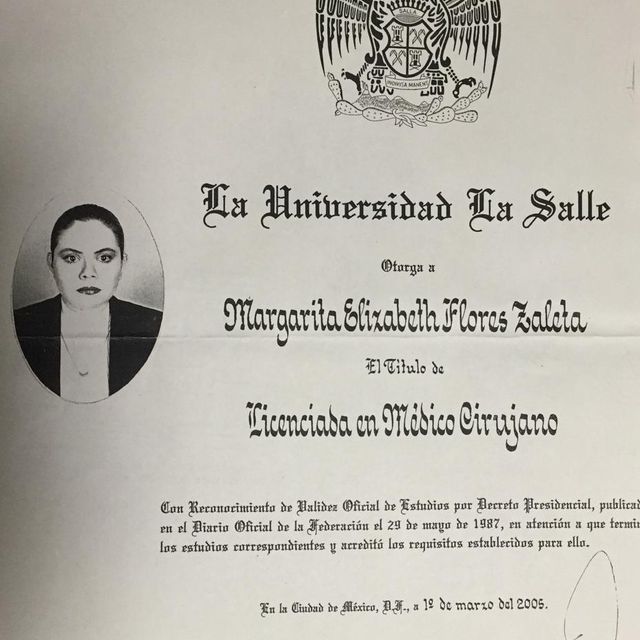 SALLE
INDIVISA MANENT
La Universidad La Salle
Otorga a
Margarita Elizabeth Flores Zaleta
El Título de
Licenciada en Médico Cirujano
Con Reconocimiento de Validez Oficial de Estudios por Decreto Presidencial, publicad
en el Diario Oficial de la Federación el 29 de mayo de 1987, en atención a que termi
los estudios correspondientes y acreditó los requisitos establecidos para ello.
En la Ciudad de México, D.F., a 1º de marzo del 2005.